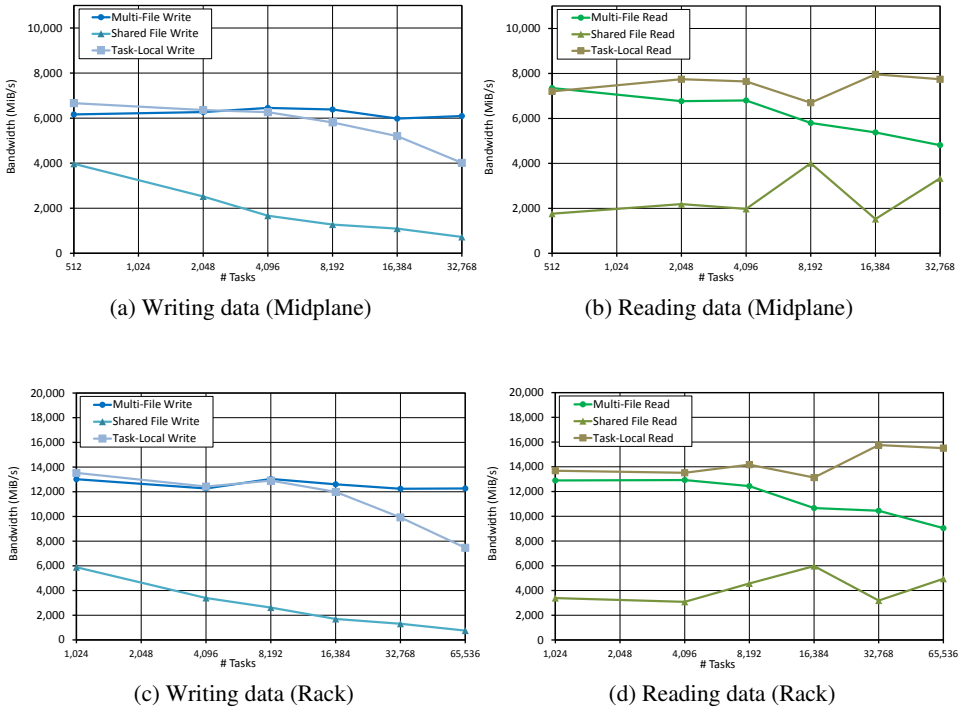 10,000
8,000
6,000
4,000
2,000
0
Bandwidth (MiB/s)
Multi-File Write
Shared File Write
Task-Local Write
512 1,024 2,048 4,096 8,192 16,384 32,768
# Tasks
(a) Writing data (Midplane)
10,000
8,000
6,000
4,000
2,000
0
Bandwidth (MiB/s)
Multi-File Read
Shared File Read
Task-Local Read
512 1,024 2,048 4,096 8,192 16,384 32,768
# Tasks
(b) Reading data (Midplane)
20,000
18,000
16,000
14,000
12,000
10,000
8,000
6,000
4,000
2,000
0
Bandwidth (MiB/s)
Multi-File Write
Shared File Write
Task-Local Write
1,024 2,048 4,096 8,192 16,384 32,768 65,536
# Tasks
(c) Writing data (Rack)
20,000
18,000
16,000
14,000
12,000
10,000
8,000
6,000
4,000
2,000
0
Bandwidth (MiB/s)
Multi-File Read
Shared File Read
Task-Local Read
1,024 2,048 4,096 8,192 16,384 32,768 65,536
# Tasks
(d) Reading data (Rack)